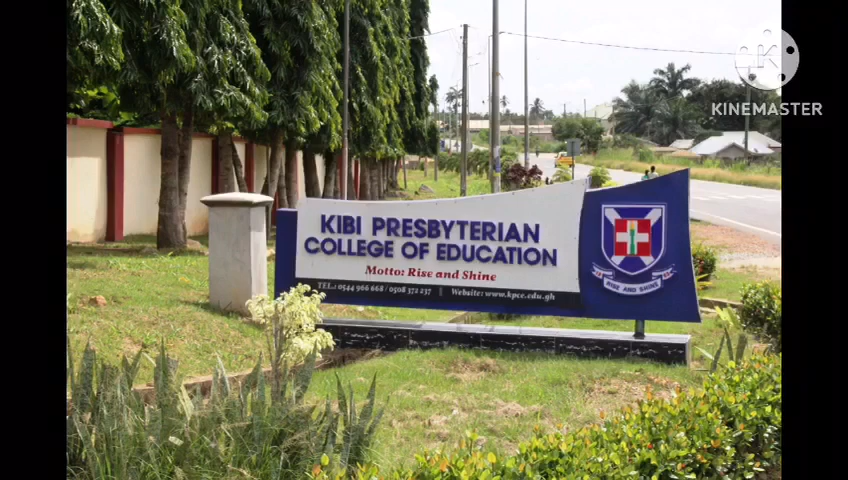 KINEMASTER
KIBI PRESBYTERIAN
COLLEGE OF EDUCATION
Motto: Rise and Shine
TEL.: 0544 966 668 / 0508 372 237 || Website: www.kpce.edu.gh
RISE AND SHINE